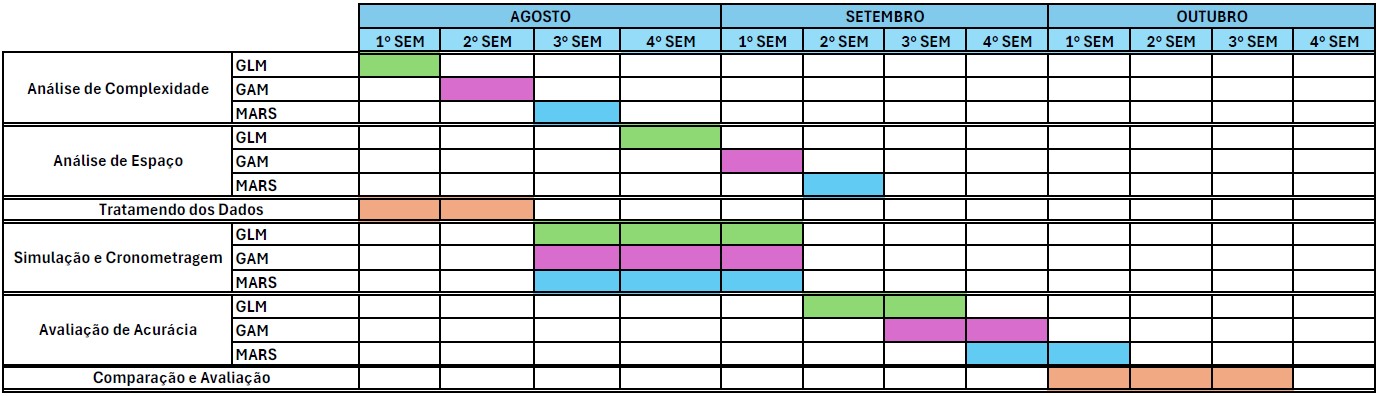 AGOSTO SETEMBRO OUTUBRO
1º SEM 2º SEM 3º SEM 4º SEM 1º SEM 2º SEM 3º SEM 4º SEM 1º SEM 2º SEM 3º SEM 4º SEM
Análise de Complexidade
GLM
GAM
MARS
Análise de Espaço
GLM
GAM
MARS
Tratamendo dos Dados
Simulação e Cronometragem
GLM
GAM
MARS
Avaliação de Acurácia
GLM
GAM
MARS
Comparação e Avaliação